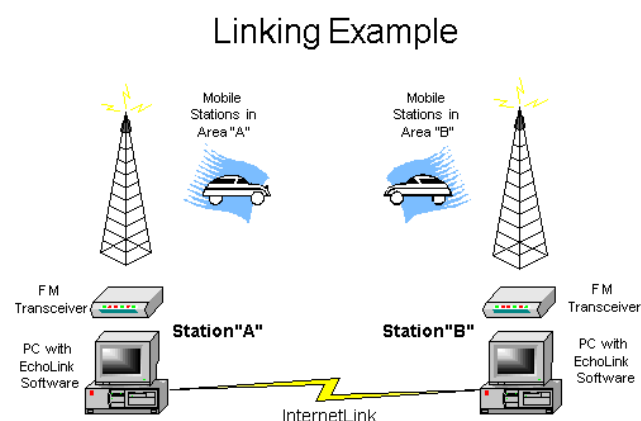 Linking Example
Mobile
Stations in
Area "A"
Mobile
Stations in
Area "B"
FM
Transceiver
FM
Transceiver
Station"A"
Station"B"
PC with
EchoLink
Software
PC with
EchoLink
Software
InternetLink